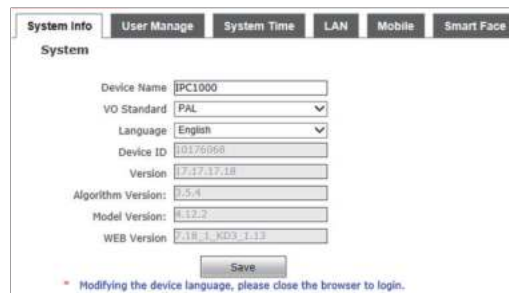 System Info User Manage System Time LAN Mobile Smart Face
System
Device Name IPC1000
VO Standard PAL
Language English
Device ID 10176068
Version 17.17.17.18
Algorithm Version: 3.5.4
Model Version: 4.12.2
WEB Version 7.18_1_KD3_1.13
Save
* Modifying the device language, please close the browser to login.